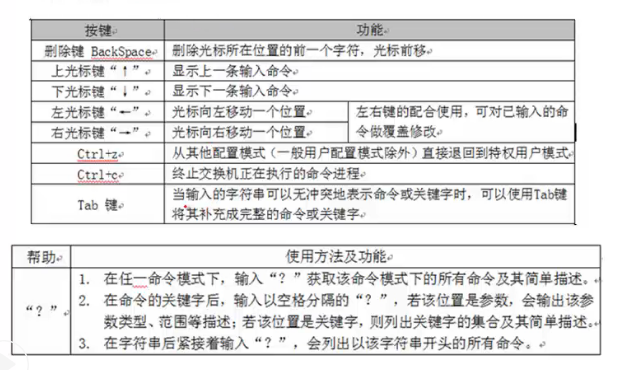 按键 功能
删除键 BackSpace 删除光标所在位置的前一个字符，光标前移
上光标键“↑” 显示上一条输入命令
下光标键“↓” 显示下一条输入命令
左光标键“←” 光标向左移动一个位置 左右键的配合使用，可对已输入的命
右光标键“→” 光标向右移动一个位置 令做覆盖修改
Ctrl+z 从其他配置模式（一般用户配置模式除外）直接退回到特权用户模式
Ctrl+c 终止交换机正在执行的命令进程
Tab 键 当输入的字符串可以无冲突地表示命令或关键字时，可以使用Tab键
将其补充成完整的命令或关键字
帮助 使用方法及功能
“？” 1. 在任一命令模式下，输入“？”获取该命令模式下的所有命令及其简单描述。
2. 在命令的关键字后，输入以空格分隔的“？”，若该位置是参数，会输出该参
数类型、范围等描述；若该位置是关键字，则列出关键字的集合及其简单描述。
3. 在字符串后紧接着输入“？”，会列出以该字符串开头的所有命令。